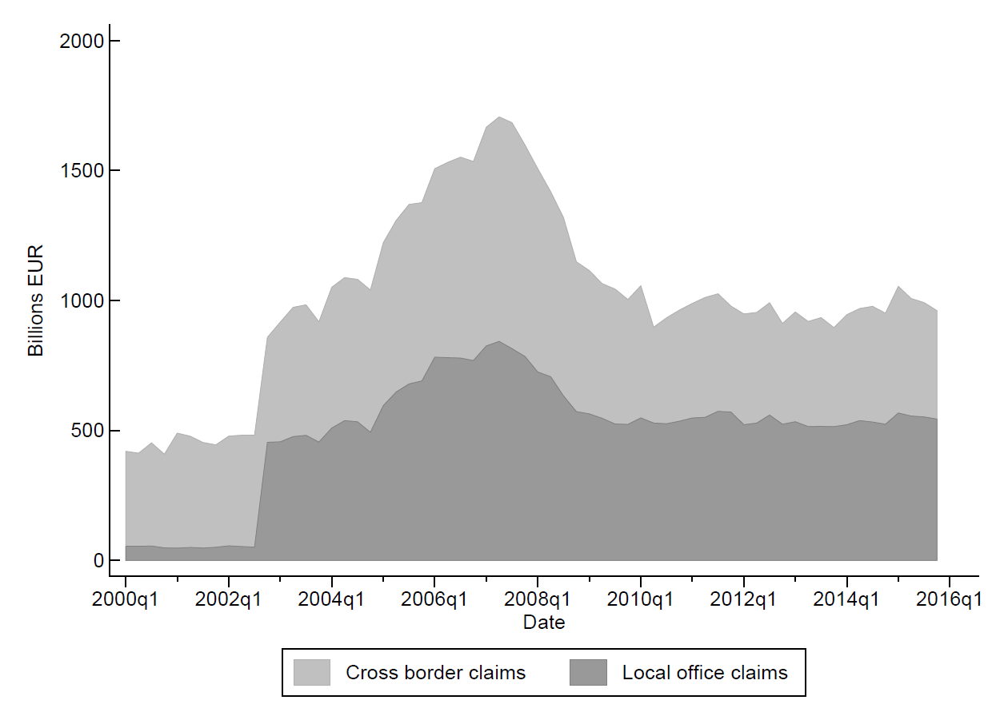 2000
1500
1000
500
0
Billions EUR
2000q1 2002q1 2004q1 2006q1 2008q1 2010q1 2012q1 2014q1 2016q1
Date
Cross border claims Local office claims